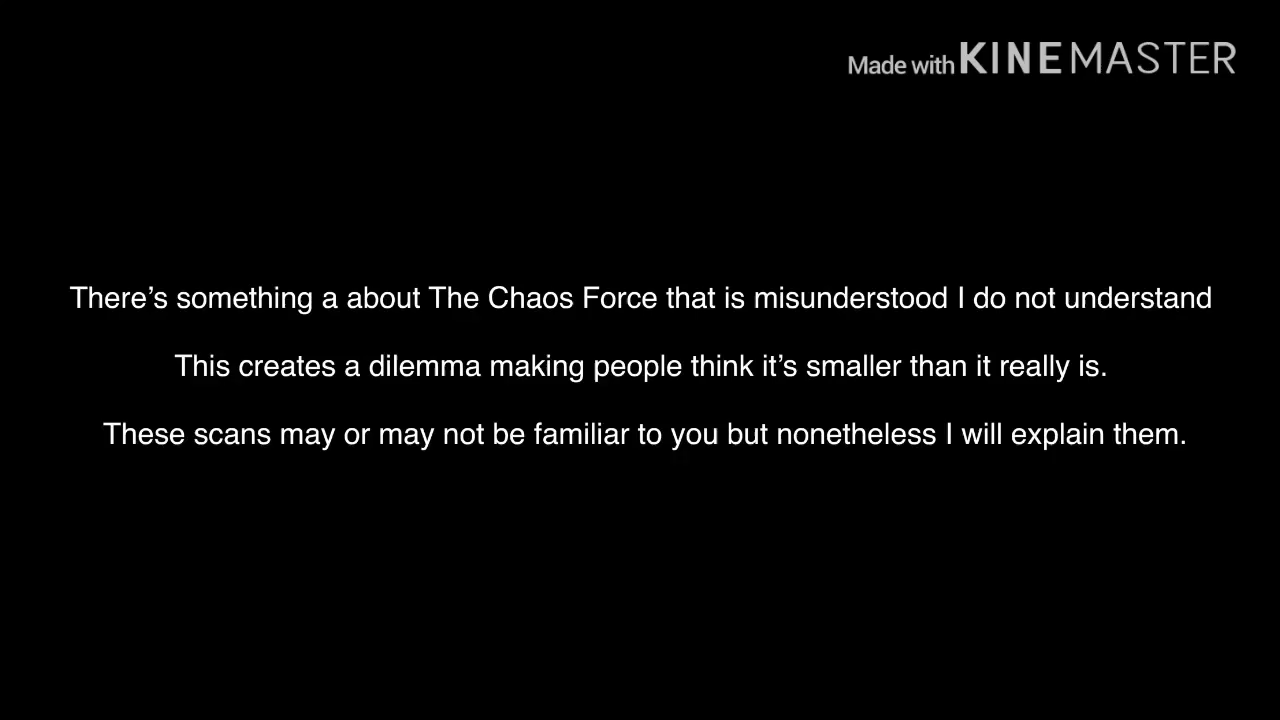 Made with KINEMASTER
There’s something a about The Chaos Force that is misunderstood I do not understand
This creates a dilemma making people think it’s smaller than it really is.
These scans may or may not be familiar to you but nonetheless I will explain them.